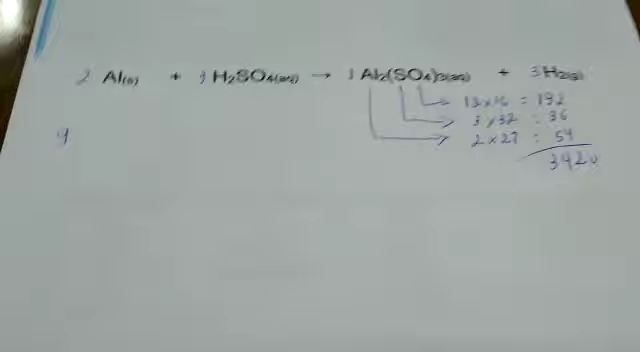 2 Al(s) + 3 H₂SO₄(aq) → 1 Al₂(SO₄)₃(aq) + 3 H₂(g)
12 x 16 = 192
3 x 32 : 96
2 x 27 : 54
342u